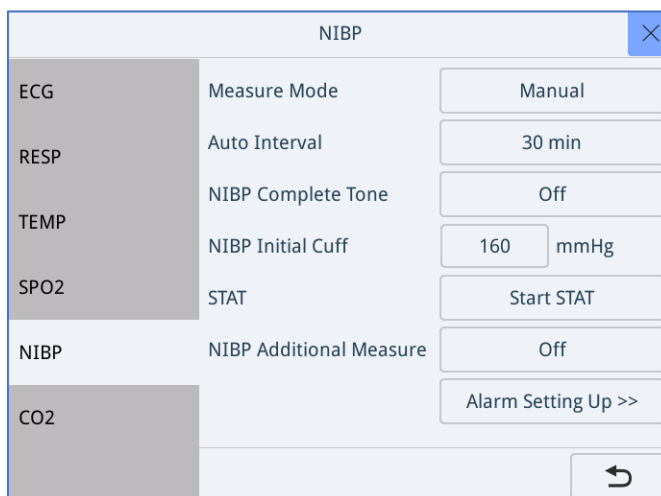 NIBP
ECG
RESP
TEMP
SPO2
NIBP
CO2
Measure Mode Manual
Auto Interval 30 min
NIBP Complete Tone Off
NIBP Initial Cuff 160 mmHg
STAT Start STAT
NIBP Additional Measure Off
Alarm Setting Up >>